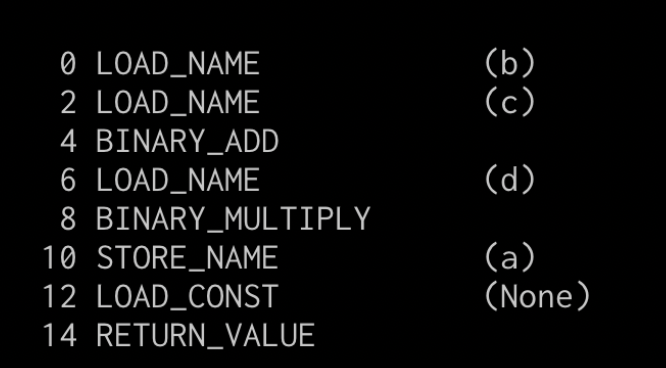 0 LOAD_NAME (b)
2 LOAD_NAME (c)
4 BINARY_ADD
6 LOAD_NAME (d)
8 BINARY_MULTIPLY
10 STORE_NAME (a)
12 LOAD_CONST (None)
14 RETURN_VALUE